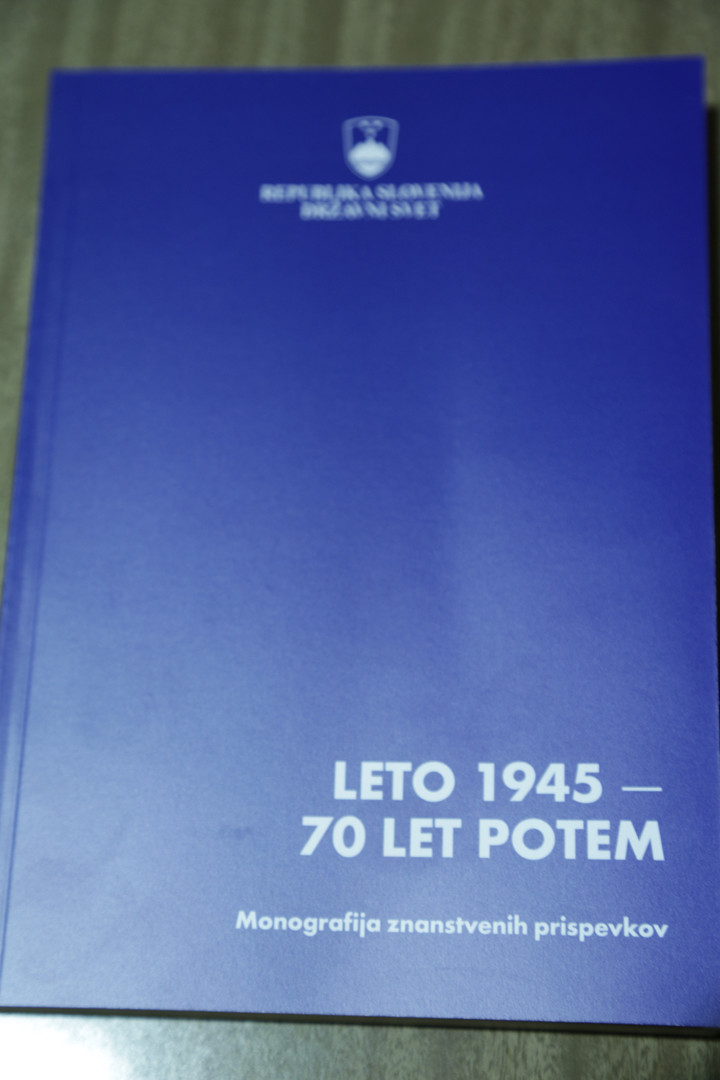 REPUBLIKA SLOVENIJA
DRŽAVNI SVET
LETO 1945 –
70 LET POTEM
Monografija znanstvenih prispevkov